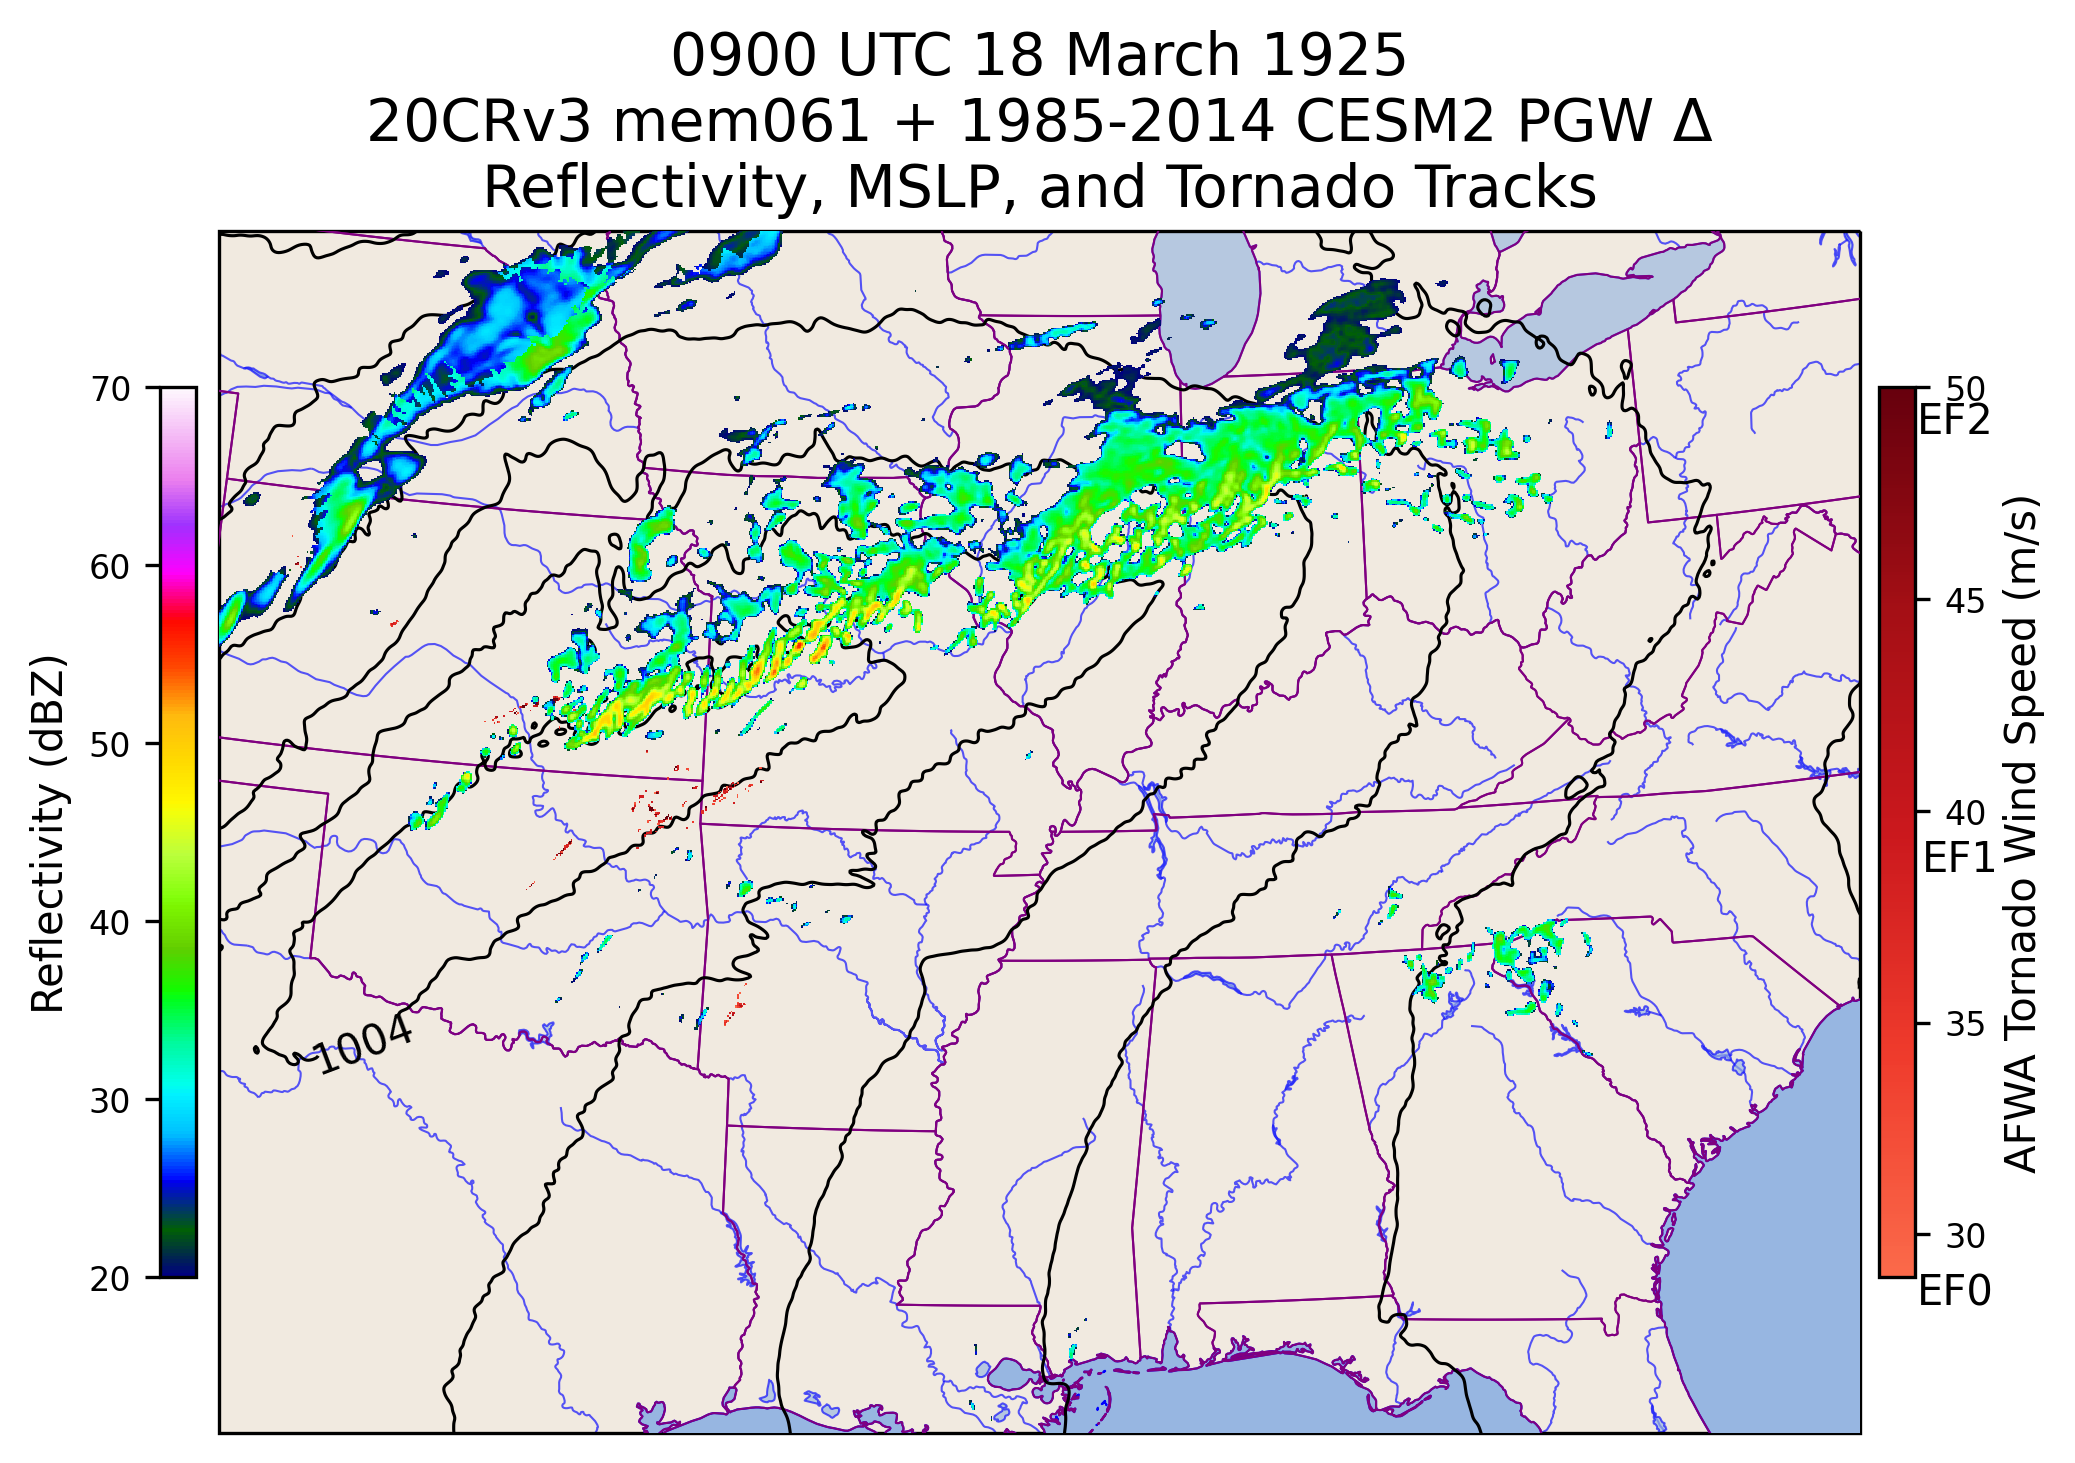 0900 UTC 18 March 1925
20CRv3 mem061 + 1985-2014 CESM2 PGW Δ
Reflectivity, MSLP, and Tornado Tracks
70
60
50
40
30
20
Reflectivity (dBZ)
1004
50
EF2
45
40
EF1
35
30
EF0
AFWA Tornado Wind Speed (m/s)